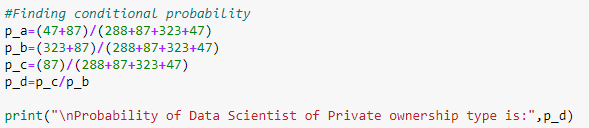 #Finding conditional probability
p_a=(47+87)/(288+87+323+47)
p_b=(323+87)/(288+87+323+47)
p_c=(87)/(288+87+323+47)
p_d=p_c/p_b
print("\nProbability of Data Scientist of Private ownership type is:",p_d)